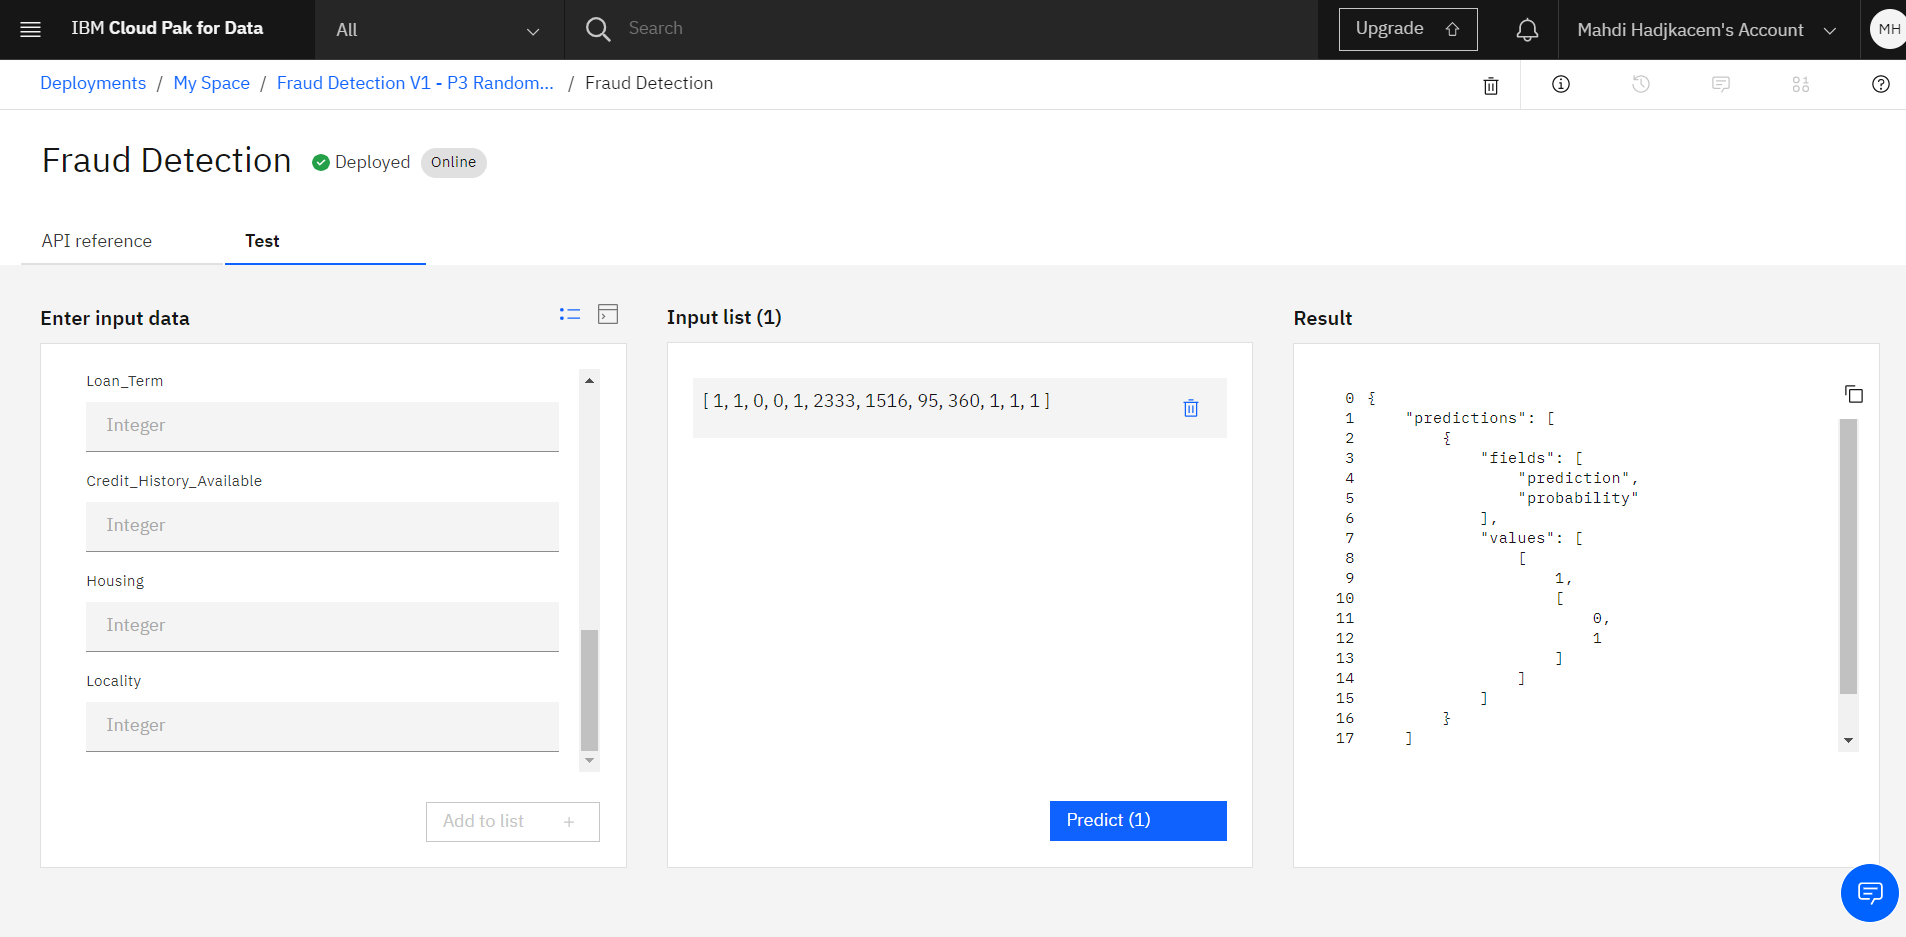 IBM Cloud Pak for Data
All
Search
Upgrade
Mahdi Hadjkacem's Account
MH
Deployments / My Space / Fraud Detection V1 - P3 Random... / Fraud Detection
Fraud Detection
Deployed
Online
API reference
Test
Enter input data
Loan_Term
Integer
Credit_History_Available
Integer
Housing
Integer
Locality
Integer
Add to list +
Input list (1)
[ 1, 1, 0, 0, 1, 2333, 1516, 95, 360, 1, 1, 1 ]
Predict (1)
Result
0 {
1 "predictions": [
2 {
3 "fields": [
4 "prediction",
5 "probability"
6 ],
7 "values": [
8 [
9 1,
10 [
11 0,
12 1
13 ]
14 ]
15 ]
16 }
17 ]